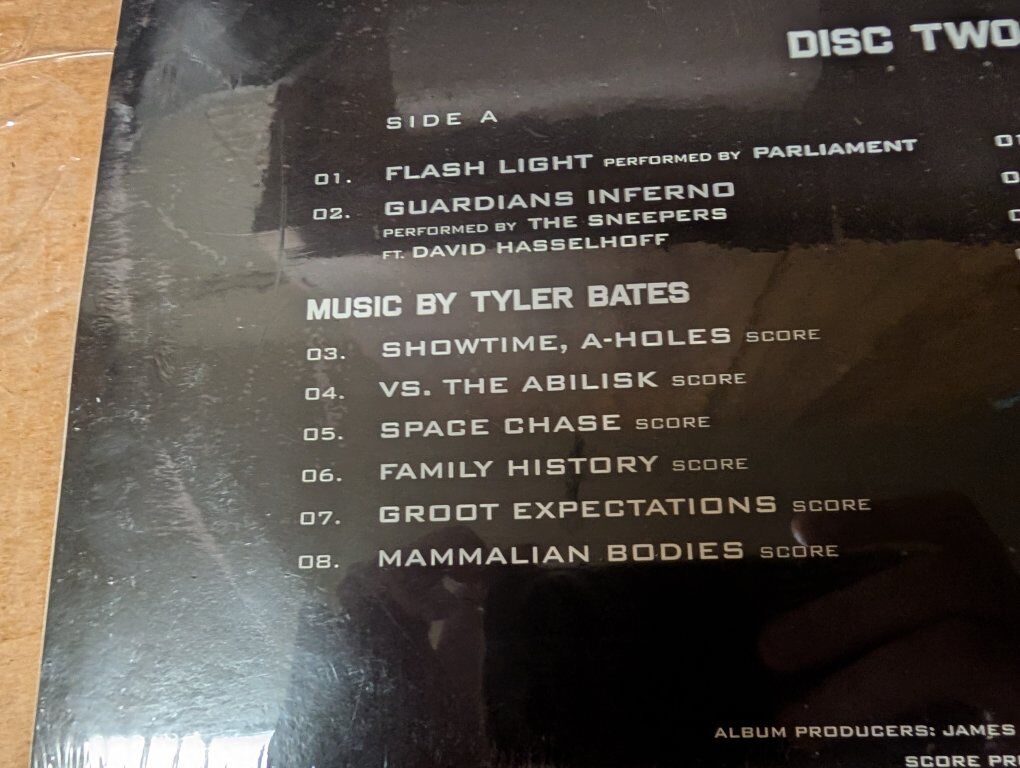 DISC TWO
SIDE A
01. FLASH LIGHT PERFORMED BY PARLIAMENT
02. GUARDIANS INFERNO
PERFORMED BY THE SNEEPERS
FT. DAVID HASSELHOFF
MUSIC BY TYLER BATES
03. SHOWTIME, A-HOLES SCORE
04. VS. THE ABILISK SCORE
05. SPACE CHASE SCORE
06. FAMILY HISTORY SCORE
07. GROOT EXPECTATIONS SCORE
08. MAMMALIAN BODIES SCORE
ALBUM PRODUCERS: JAMES
SCORE